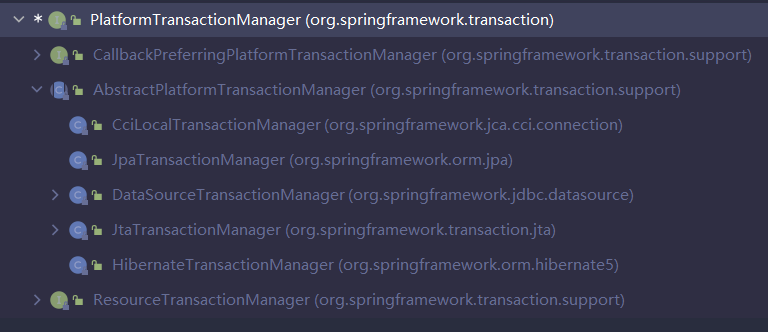 * PlatformTransactionManager (org.springframework.transaction)
CallbackPreferringPlatformTransactionManager (org.springframework.transaction.support)
AbstractPlatformTransactionManager (org.springframework.transaction.support)
CciLocalTransactionManager (org.springframework.jca.cci.connection)
JpaTransactionManager (org.springframework.orm.jpa)
DataSourceTransactionManager (org.springframework.jdbc.datasource)
JtaTransactionManager (org.springframework.transaction.jta)
HibernateTransactionManager (org.springframework.orm.hibernate5)
ResourceTransactionManager (org.springframework.transaction.support)